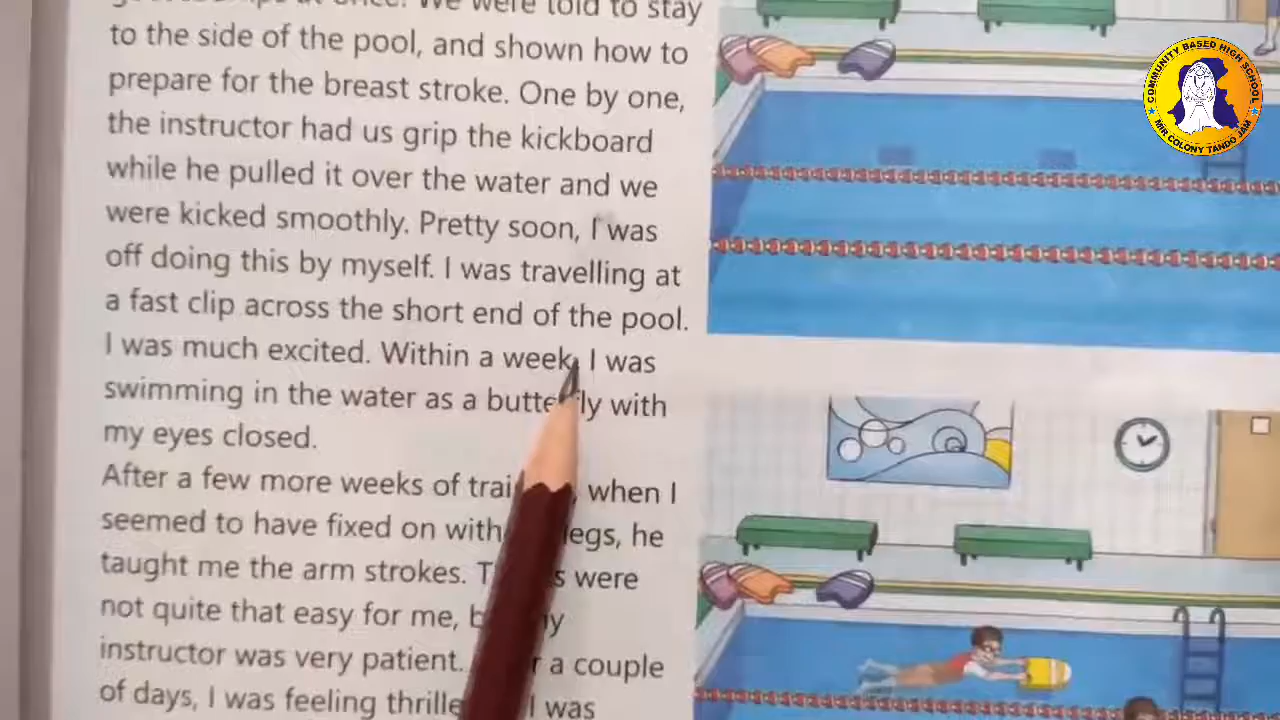 We were told to stay
to the side of the pool, and shown how to
prepare for the breast stroke. One by one,
the instructor had us grip the kickboard
while he pulled it over the water and we
were kicked smoothly. Pretty soon, I was
off doing this by myself. I was travelling at
a fast clip across the short end of the pool.
I was much excited. Within a week, I was
swimming in the water as a butterfly with
my eyes closed.
After a few more weeks of when I
seemed to have fixed on legs, he
taught me the arm strokes. were
not quite that easy for me,
instructor was very patient. a couple
of days, I was feeling I was
COMMUNITY BASED HIGH SCHOOL
MIR COLONY TANDO JAM